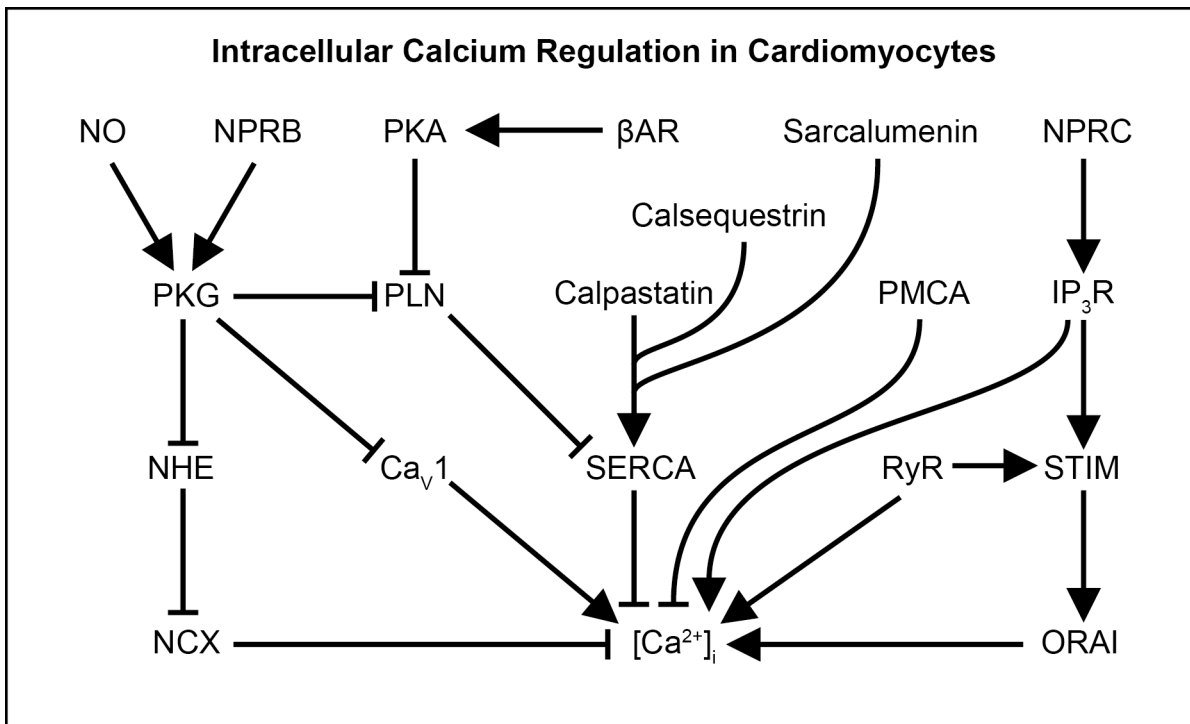 Intracellular Calcium Regulation in Cardiomyocytes
NO NPRB PKA βAR Sarcalumenin NPRC
Calsequestrin
PKG PLN Calpastatin PMCA IP₃R
NHE Caᵥ1 SERCA RyR STIM
NCX [Ca²⁺]ᵢ ORAI